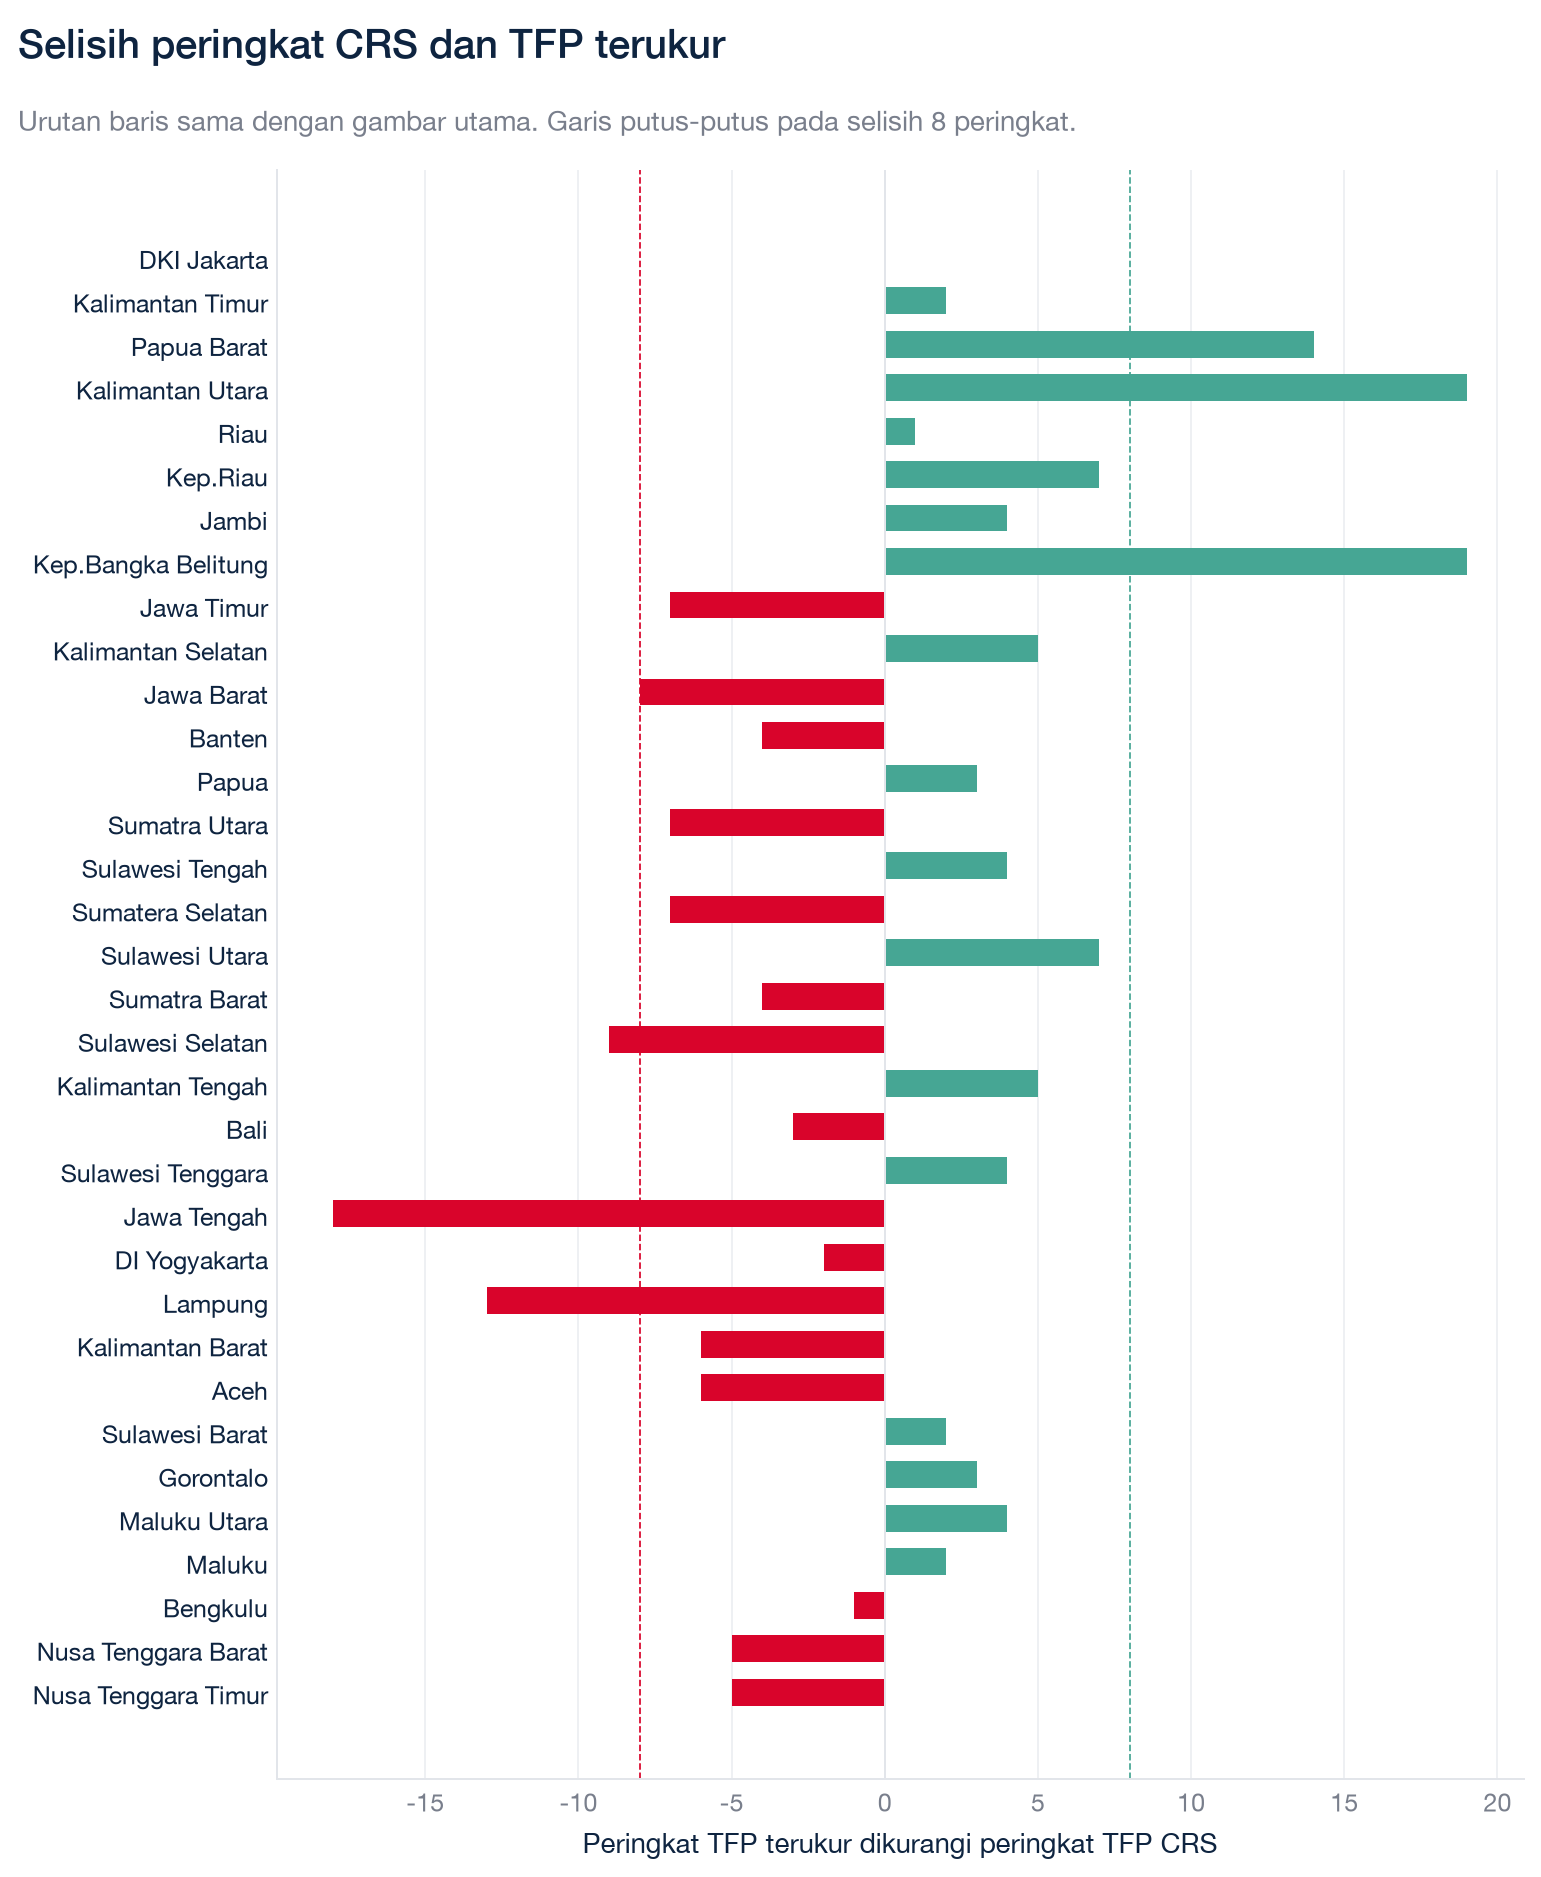 Selisih peringkat CRS dan TFP terukur
Urutan baris sama dengan gambar utama. Garis putus-putus pada selisih 8 peringkat.
DKI Jakarta
Kalimantan Timur
Papua Barat
Kalimantan Utara
Riau
Kep.Riau
Jambi
Kep.Bangka Belitung
Jawa Timur
Kalimantan Selatan
Jawa Barat
Banten
Papua
Sumatra Utara
Sulawesi Tengah
Sumatera Selatan
Sulawesi Utara
Sumatra Barat
Sulawesi Selatan
Kalimantan Tengah
Bali
Sulawesi Tenggara
Jawa Tengah
DI Yogyakarta
Lampung
Kalimantan Barat
Aceh
Sulawesi Barat
Gorontalo
Maluku Utara
Maluku
Bengkulu
Nusa Tenggara Barat
Nusa Tenggara Timur
-15 -10 -5 0 5 10 15 20
Peringkat TFP terukur dikurangi peringkat TFP CRS